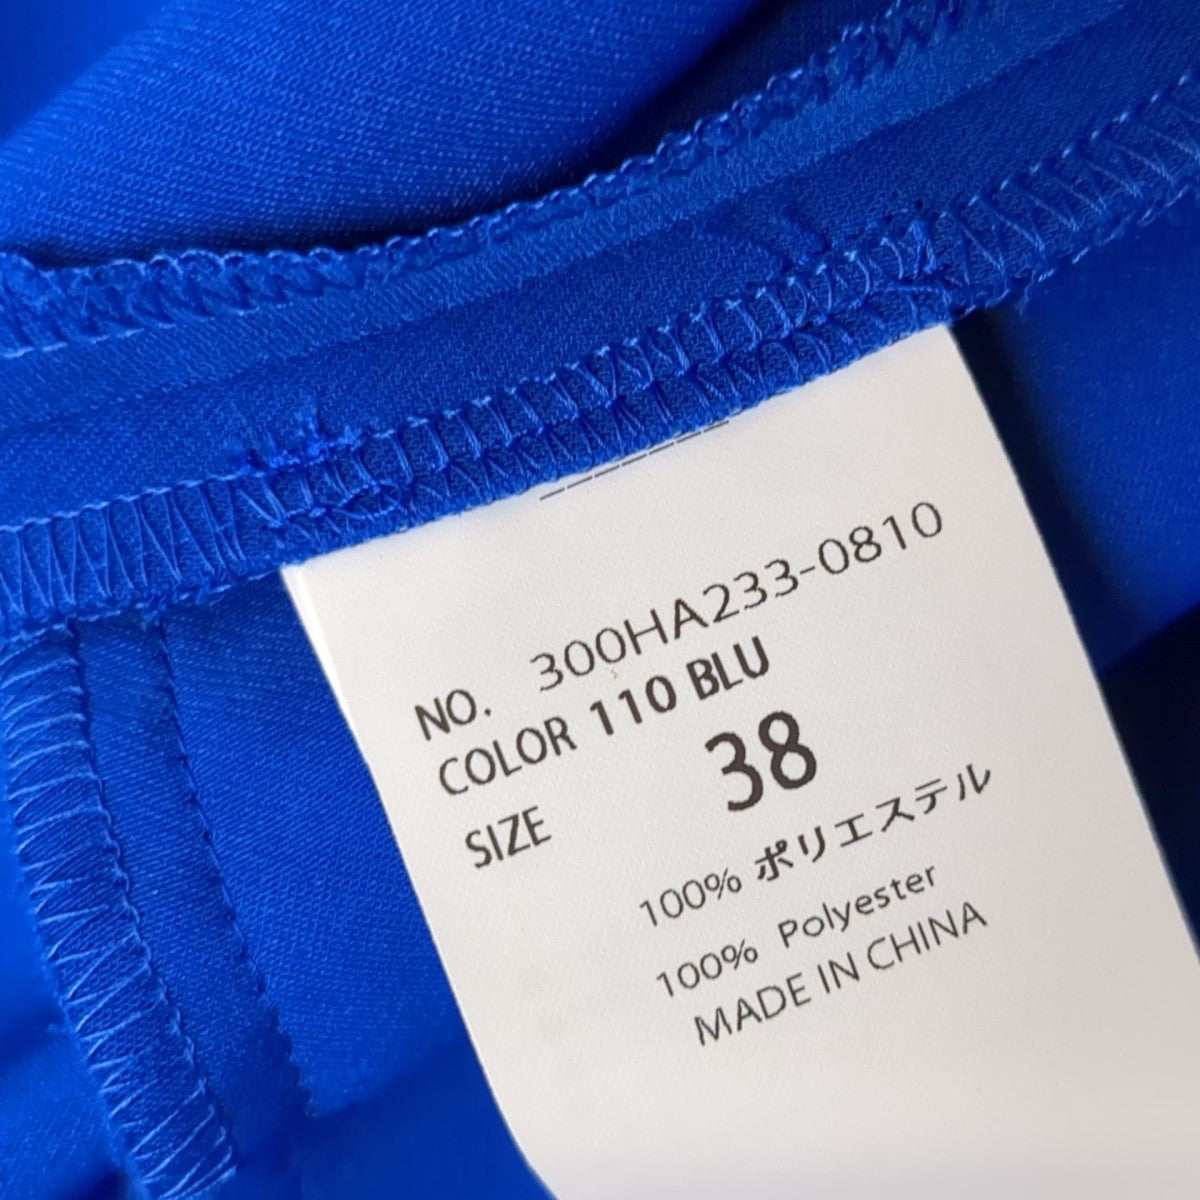 NO. 300HA233-0810
COLOR 110 BLU
SIZE 38
100% ポリエステル
100% Polyester
MADE IN CHINA